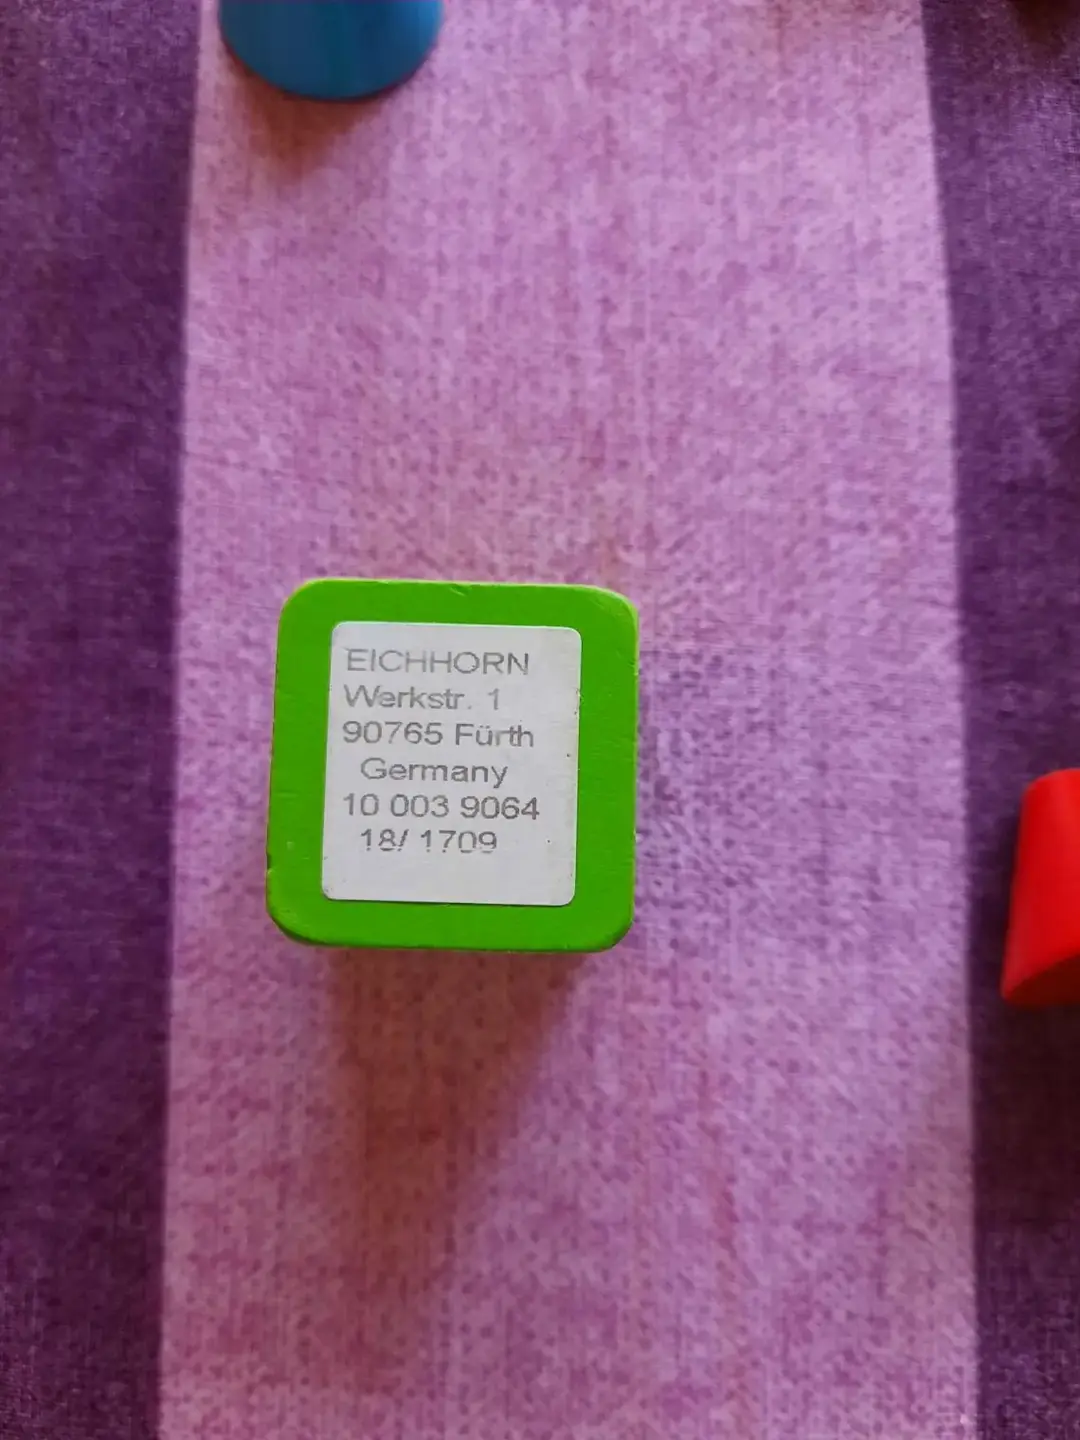 EICHHORN
Werkstr. 1
90765 Fürth
Germany
10 003 9064
18/ 1709